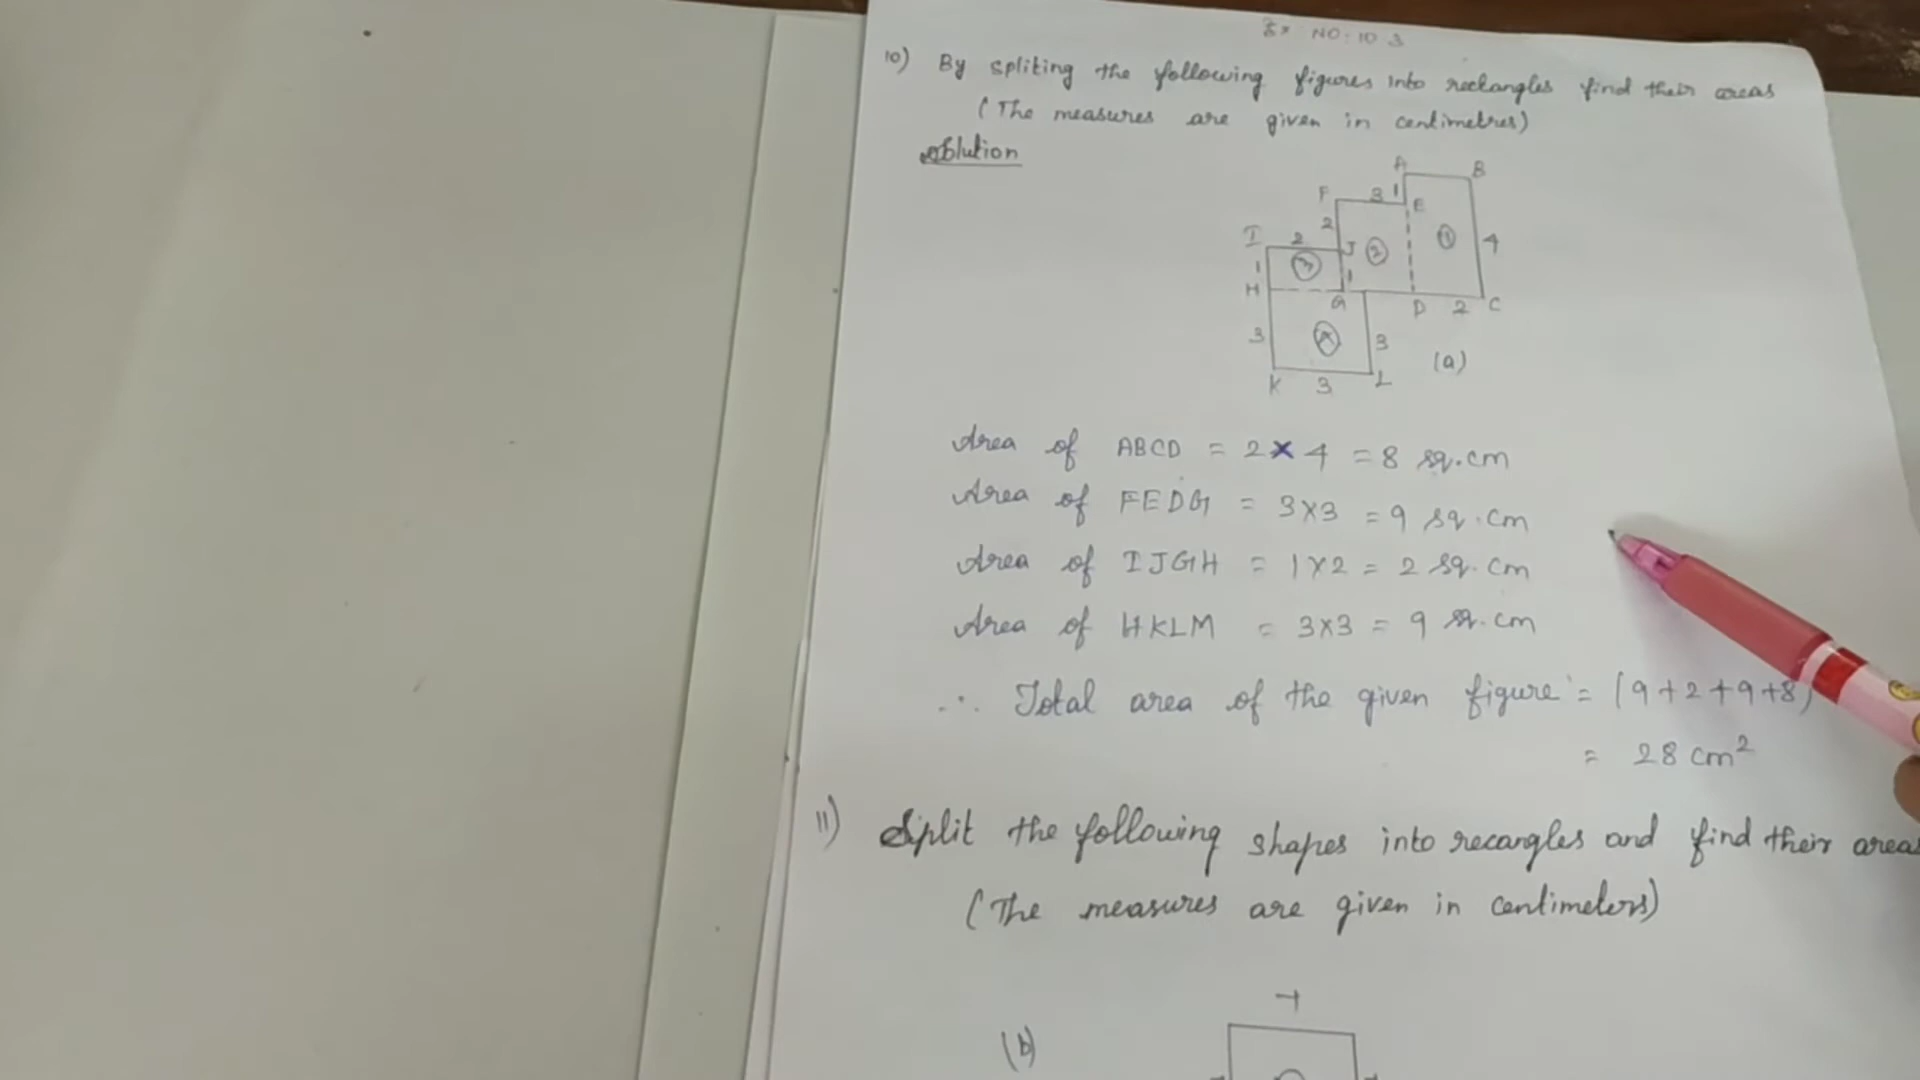 Ex NO: 10.3
10) By spliting the following figures into rectangles find their areas
(The measures are given in centimetres)
Solution
A B
F 3 1 E
2
I 2 J 2 1 4
1 3 1
H G D 2 C
3 4 3
K 3 L (a)
Area of ABCD = 2 × 4 = 8 sq.cm
Area of FEDG = 3×3 = 9 sq.cm
Area of IJGH = 1×2 = 2 sq.cm
Area of HKLM = 3×3 = 9 sq.cm
∴ Total area of the given figure = (9+2+9+8)
= 28 cm²
11) Split the following shapes into recangles and find their areas
(The measures are given in centimeters)
(b)